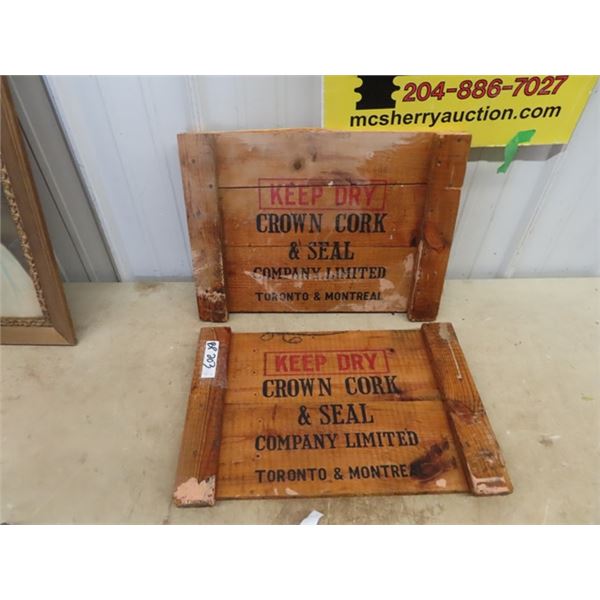 204-886-7027
mcsherryauction.com
KEEP DRY
CROWN CORK
& SEAL
COMPANY LIMITED
TORONTO & MONTREAL
KEEP DRY
CROWN CORK
& SEAL
COMPANY LIMITED
TORONTO & MONTREAL